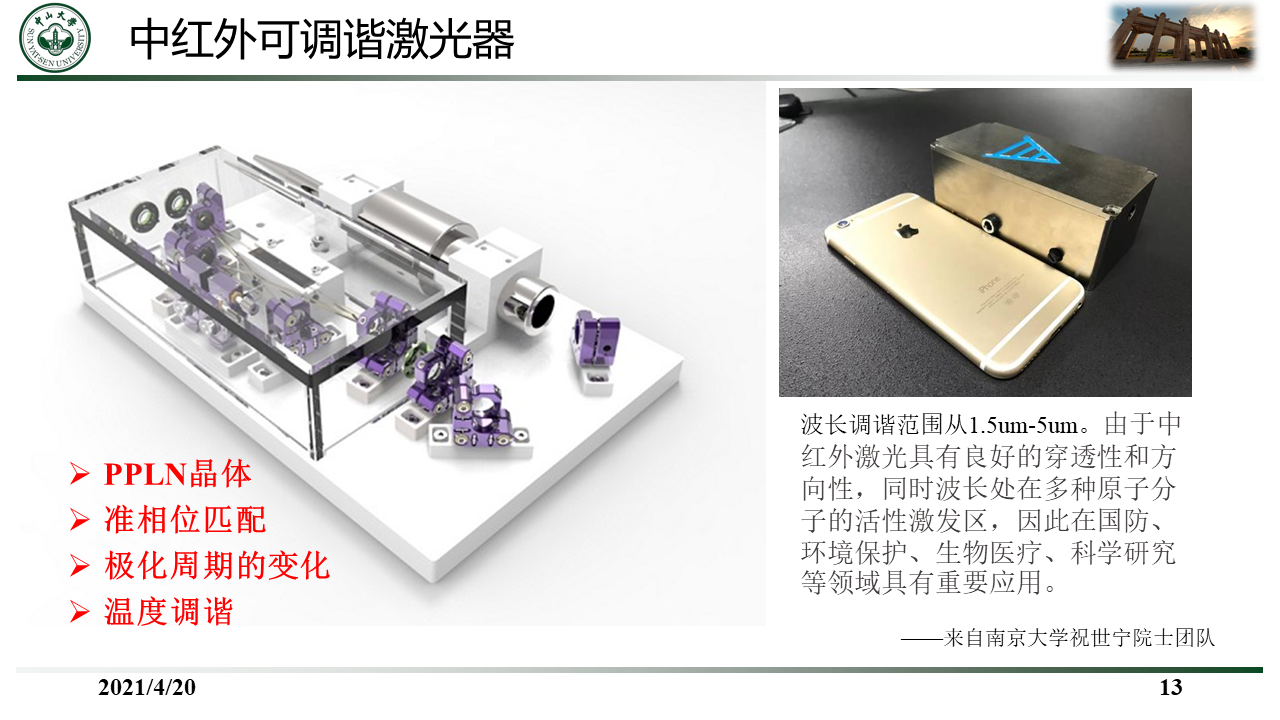 中山大学
SUN YAT-SEN UNIVERSITY
中红外可调谐激光器
PPLN晶体
准相位匹配
极化周期的变化
温度调谐
iPhone
波长调谐范围从1.5um-5um。由于中
红外激光具有良好的穿透性和方
向性，同时波长处在多种原子分
子的活性激发区，因此在国防、
环境保护、生物医疗、科学研究
等领域具有重要应用。
——来自南京大学祝世宁院士团队
2021/4/20
13